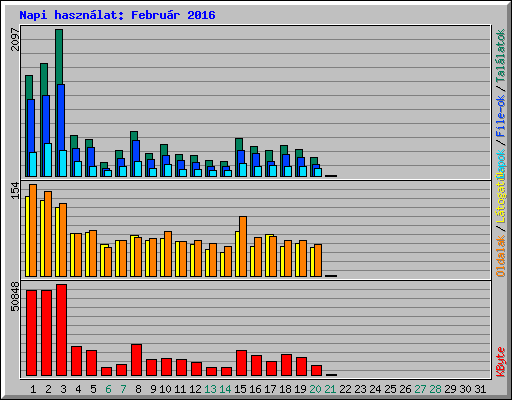 Napi használat: Február 2016
2097
154
50848
Oldalak / Látogatlapok / File-ok / Találatok
KByte
1 2 3 4 5 6 7 8 9 10 11 12 13 14 15 16 17 18 19 20 21 22 23 24 25 26 27 28 29 30 31